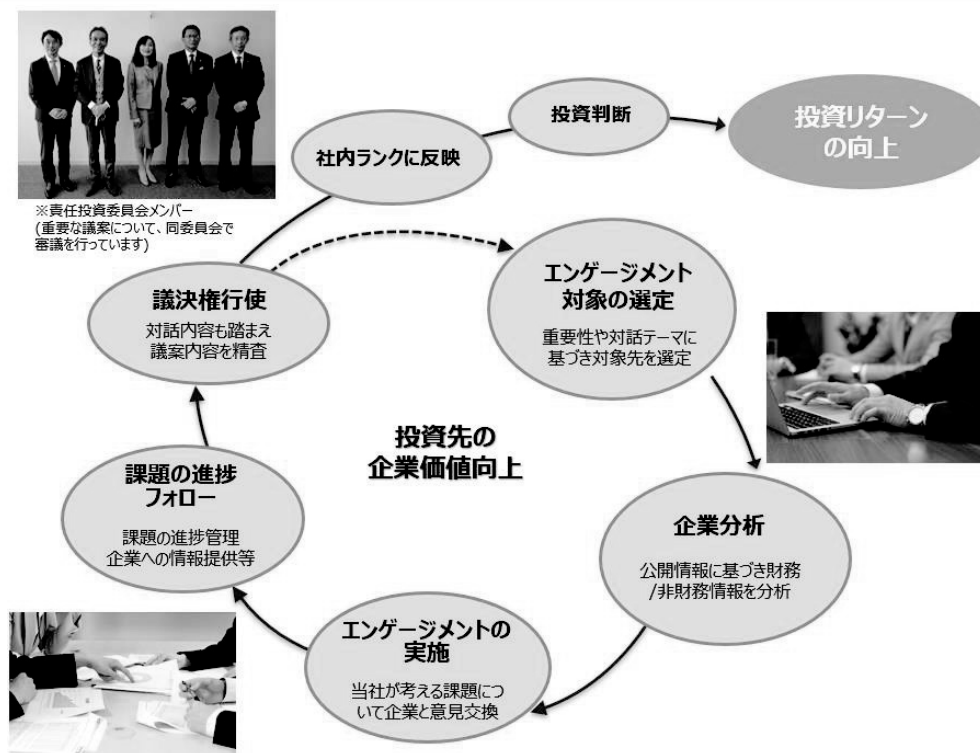 ※責任投資委員会メンバー
(重要な議案について、同委員会で
審議を行っています)
社内ランクに反映
投資判断
投資リターン
の向上
議決権行使
対話内容も踏まえ
議案内容を精査
エンゲージメント
対象の選定
重要性や対話テーマに
基づき対象先を選定
投資先の
企業価値向上
課題の進捗
フォロー
課題の進捗管理
企業への情報提供等
企業分析
公開情報に基づき財務
/非財務情報を分析
エンゲージメントの
実施
当社が考える課題につ
いて企業と意見交換